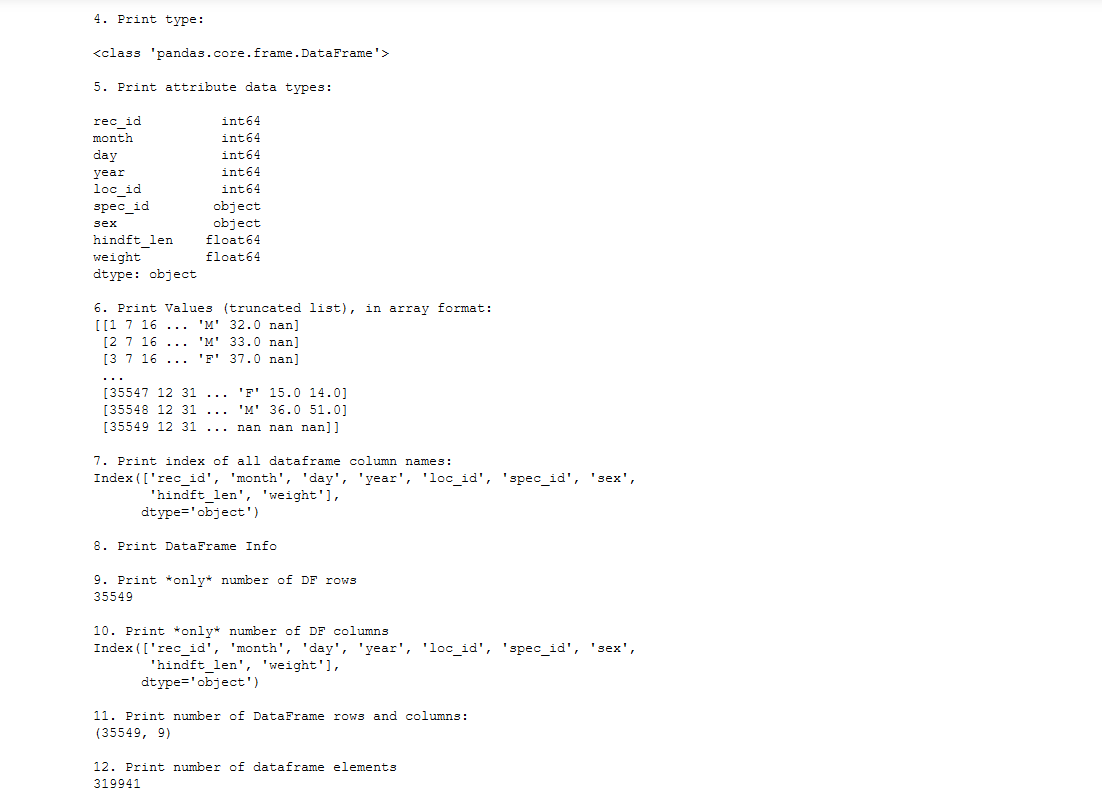 4. Print type:
<class 'pandas.core.frame.DataFrame'>
5. Print attribute data types:
rec_id          int64
month           int64
day             int64
year            int64
loc_id          int64
spec_id        object
sex            object
hindft_len    float64
weight        float64
dtype: object
6. Print Values (truncated list), in array format:
[[1 7 16 ... 'M' 32.0 nan]
 [2 7 16 ... 'M' 33.0 nan]
 [3 7 16 ... 'F' 37.0 nan]
 ...
 [35547 12 31 ... 'F' 15.0 14.0]
 [35548 12 31 ... 'M' 36.0 51.0]
 [35549 12 31 ... nan nan nan]]
7. Print index of all dataframe column names:
Index(['rec_id', 'month', 'day', 'year', 'loc_id', 'spec_id', 'sex',
       'hindft_len', 'weight'],
      dtype='object')
8. Print DataFrame Info
9. Print *only* number of DF rows
35549
10. Print *only* number of DF columns
Index(['rec_id', 'month', 'day', 'year', 'loc_id', 'spec_id', 'sex',
       'hindft_len', 'weight'],
      dtype='object')
11. Print number of DataFrame rows and columns:
(35549, 9)
12. Print number of dataframe elements
319941